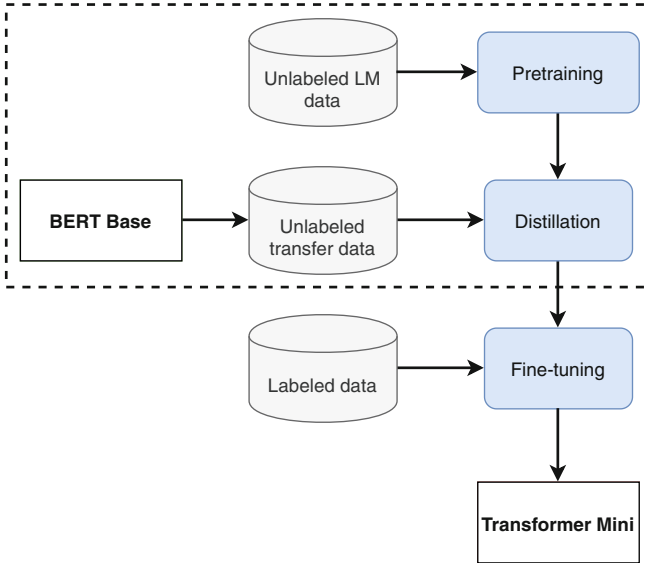 Unlabeled LM
data
Pretraining
BERT Base
Unlabeled
transfer data
Distillation
Labeled data
Fine-tuning
Transformer Mini